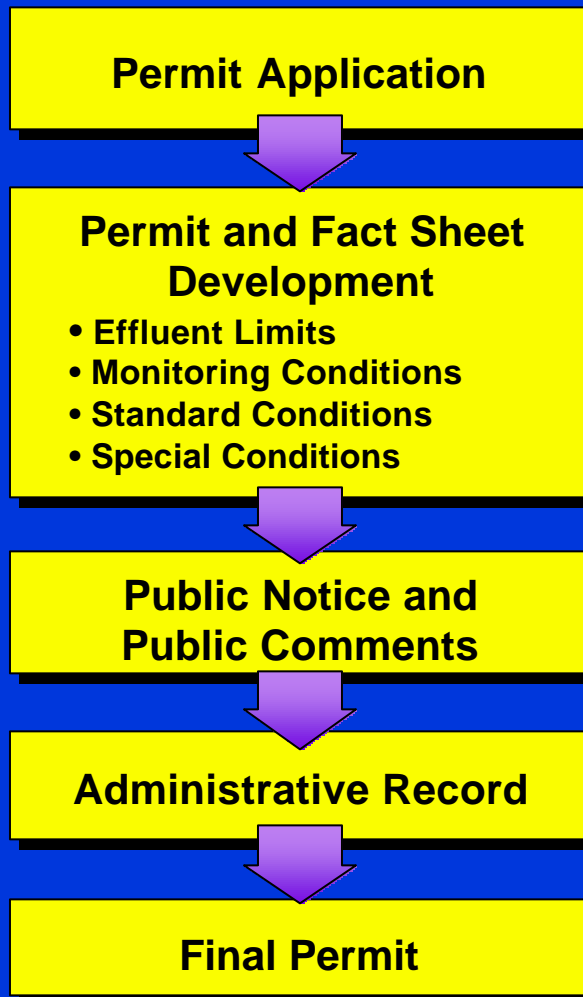 Permit Application
Permit and Fact Sheet
Development
• Effluent Limits
• Monitoring Conditions
• Standard Conditions
• Special Conditions
Public Notice and
Public Comments
Administrative Record
Final Permit